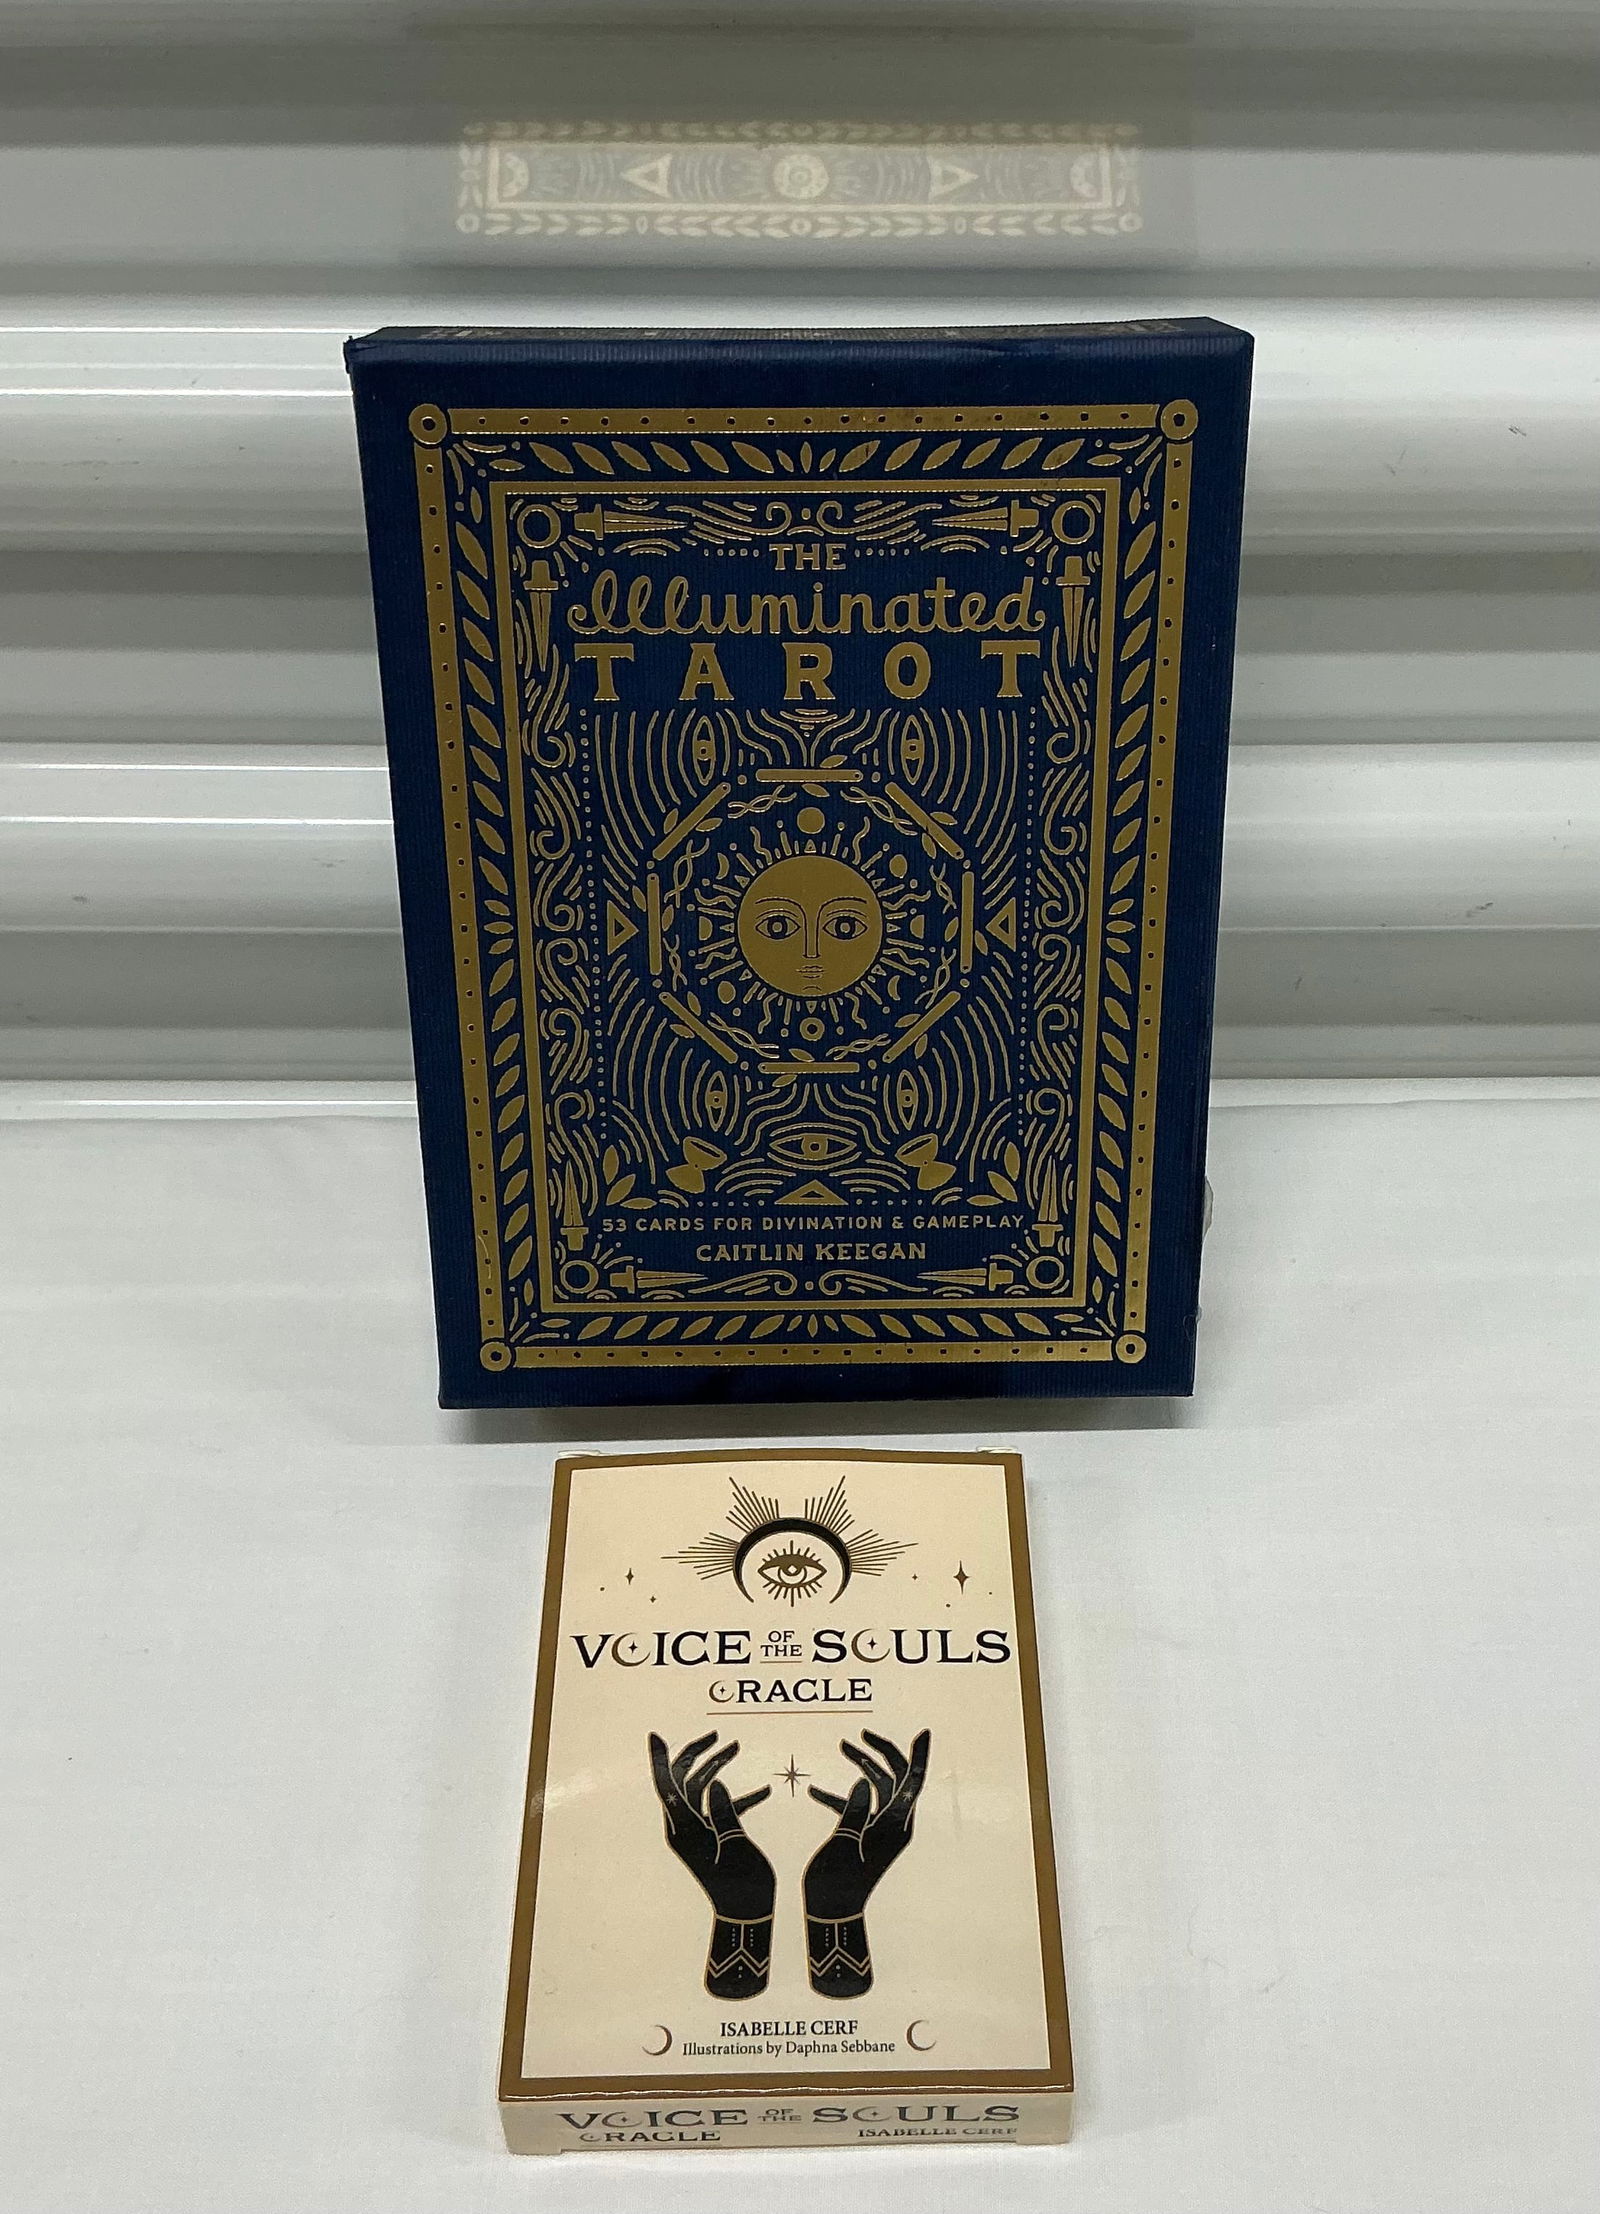 THE
Illuminated
TAROT
53 CARDS FOR DIVINATION & GAMEPLAY
CAITLIN KEEGAN
VOICE OF THE SOULS
ORACLE
ISABELLE CERF
Illustrations by Daphna Sebbane
VOICE OF THE SOULS
ORACLE ISABELLE CERF